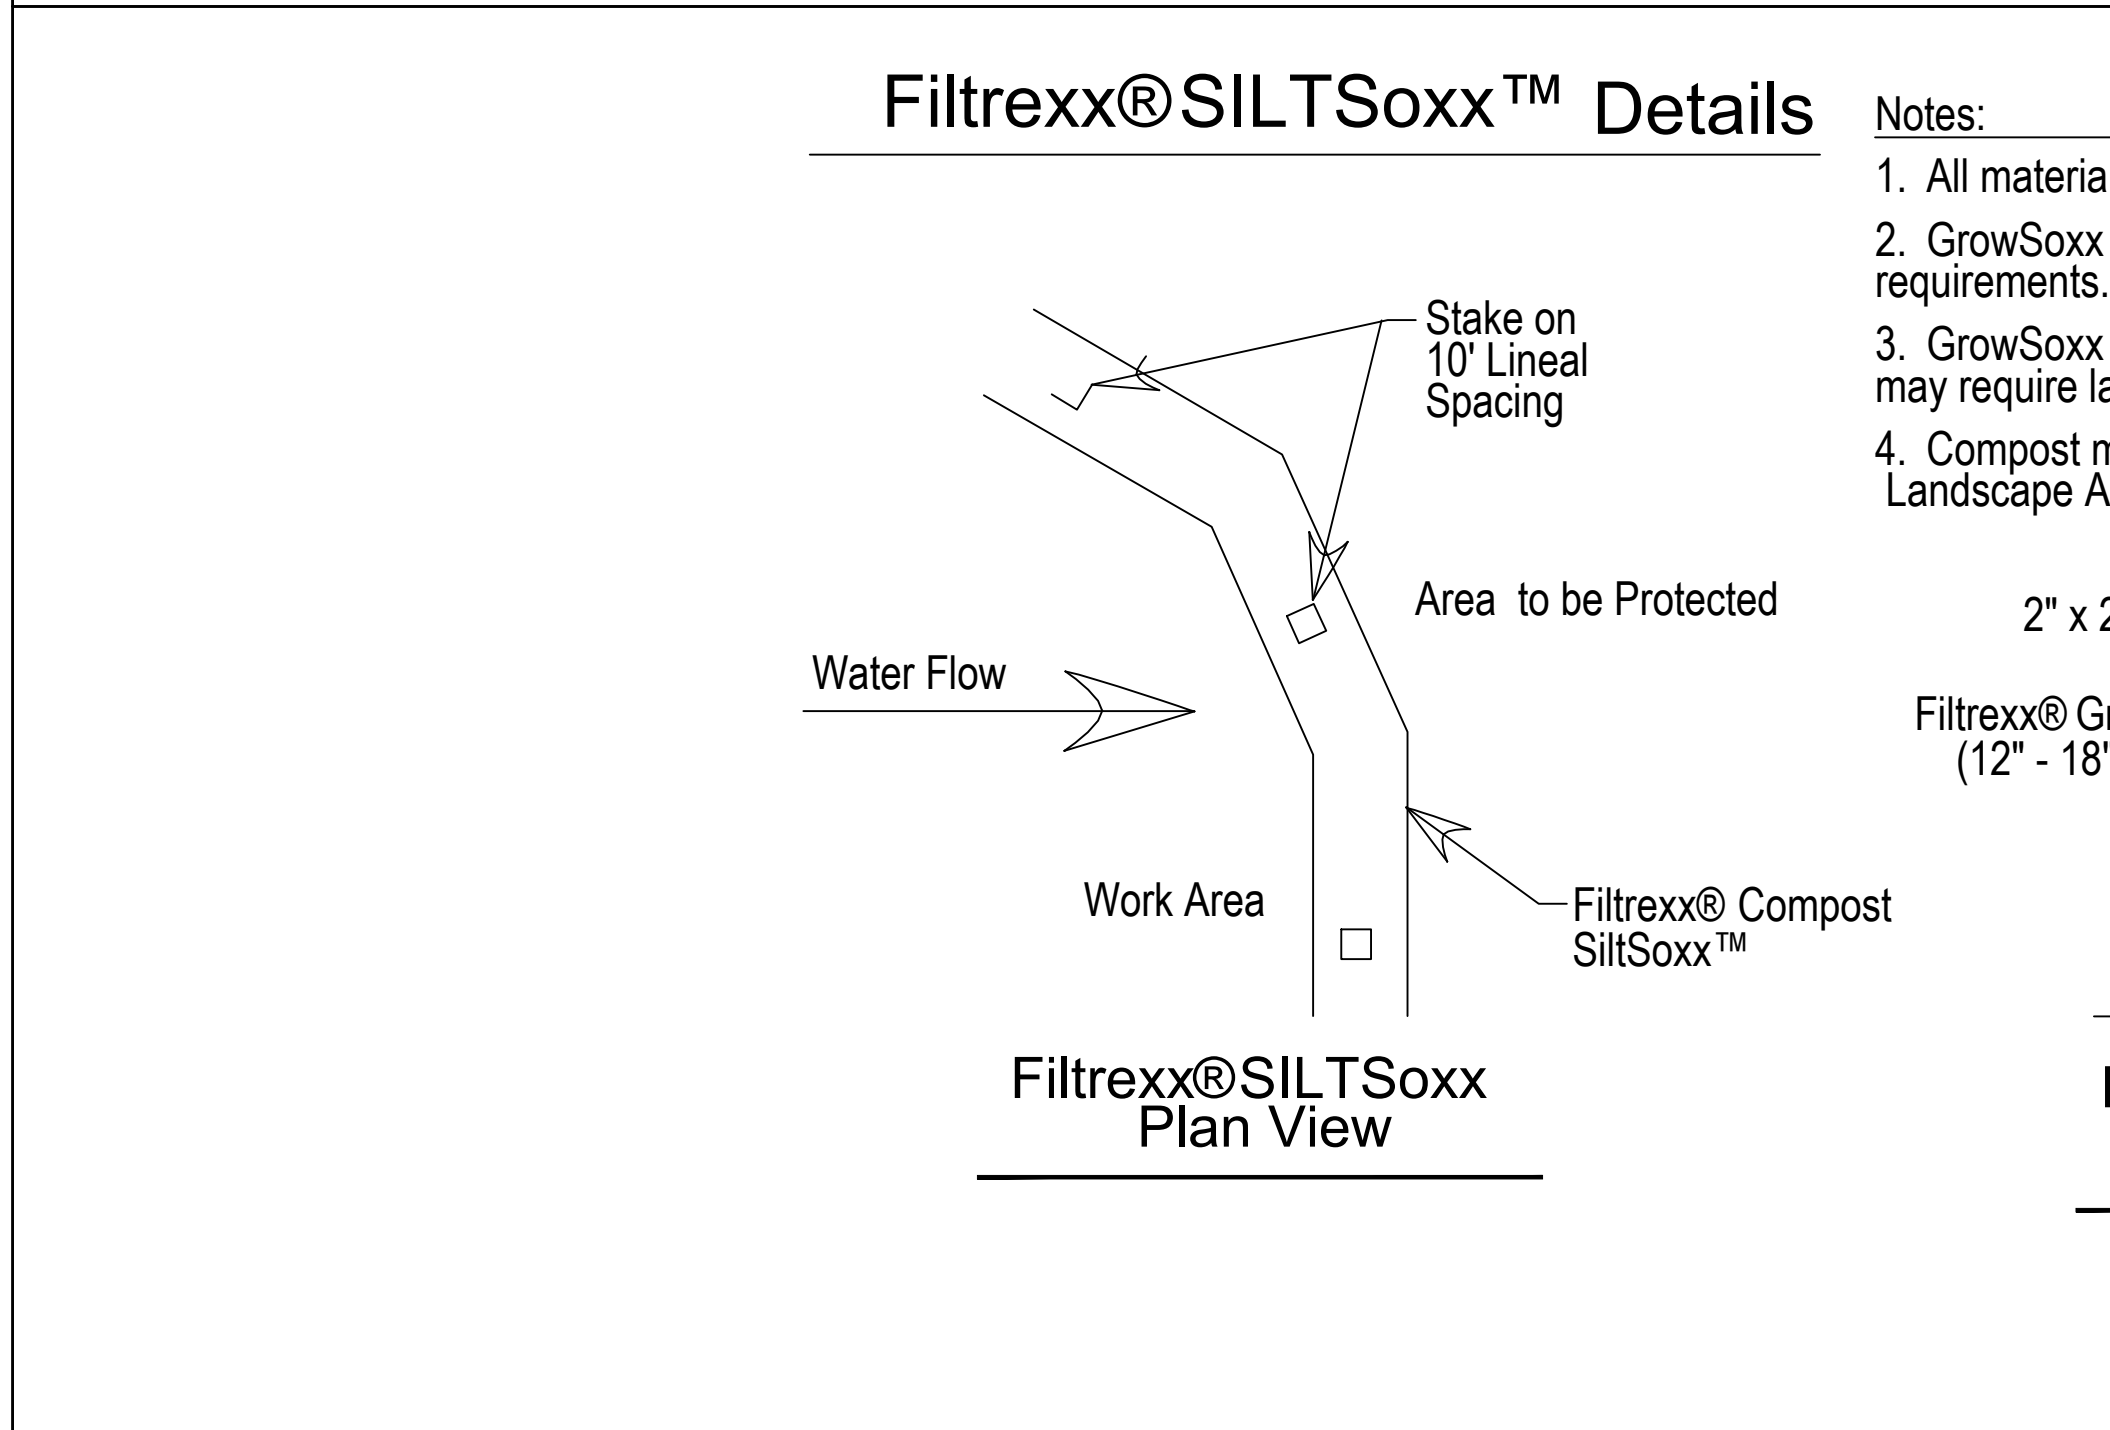 Filtrexx® SILTSoxx™ Details
Stake on
10' Lineal
Spacing
Area to be Protected
Water Flow
Work Area
Filtrexx® Compost
SiltSoxx™
Filtrexx®SILTSoxx
Plan View
Notes:
1. All materia
2. GrowSoxx
requirements.
3. GrowSoxx
may require la
4. Compost m
Landscape A
2" x 2
Filtrexx® Gr
(12" - 18"